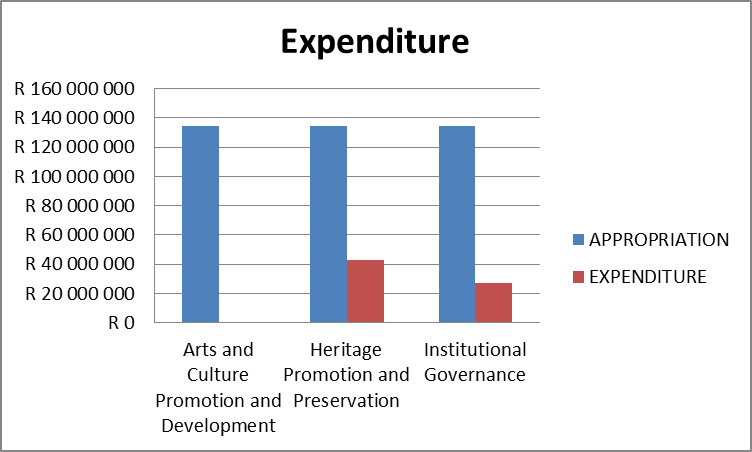 Expenditure
R 160 000 000
R 140 000 000
R 120 000 000
R 100 000 000
R 80 000 000
R 60 000 000
R 40 000 000
R 20 000 000
R 0
Arts and
Culture
Promotion and
Development
Heritage
Promotion and
Preservation
Institutional
Governance
APPROPRIATION
EXPENDITURE